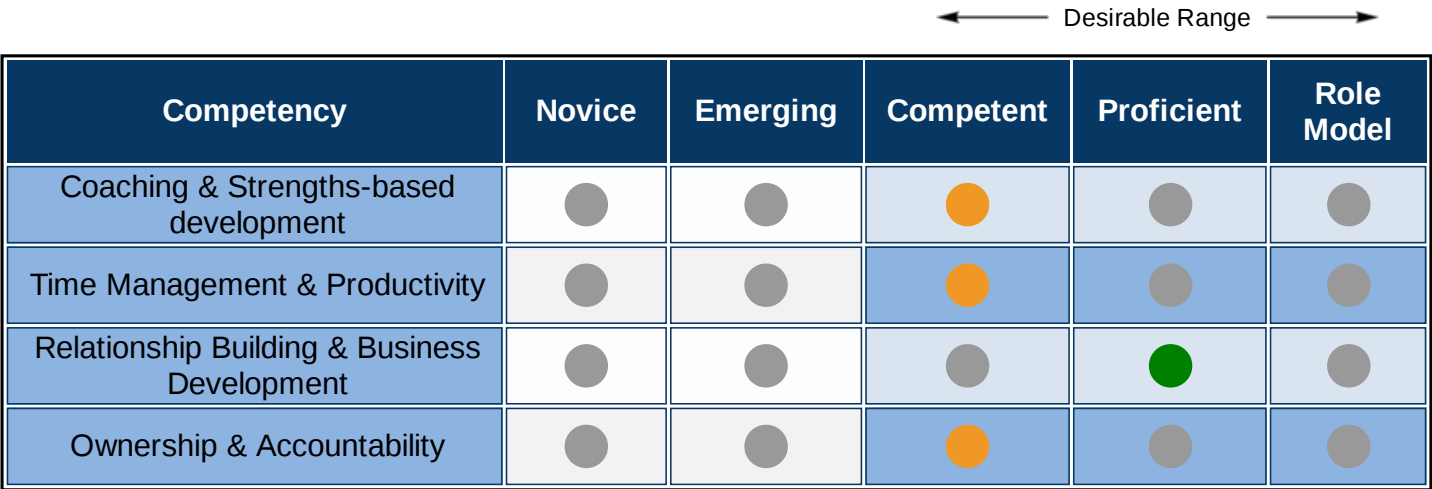 Desirable Range
Competency Novice Emerging Competent Proficient Role Model
Coaching & Strengths-based
development
Time Management & Productivity
Relationship Building & Business
Development
Ownership & Accountability